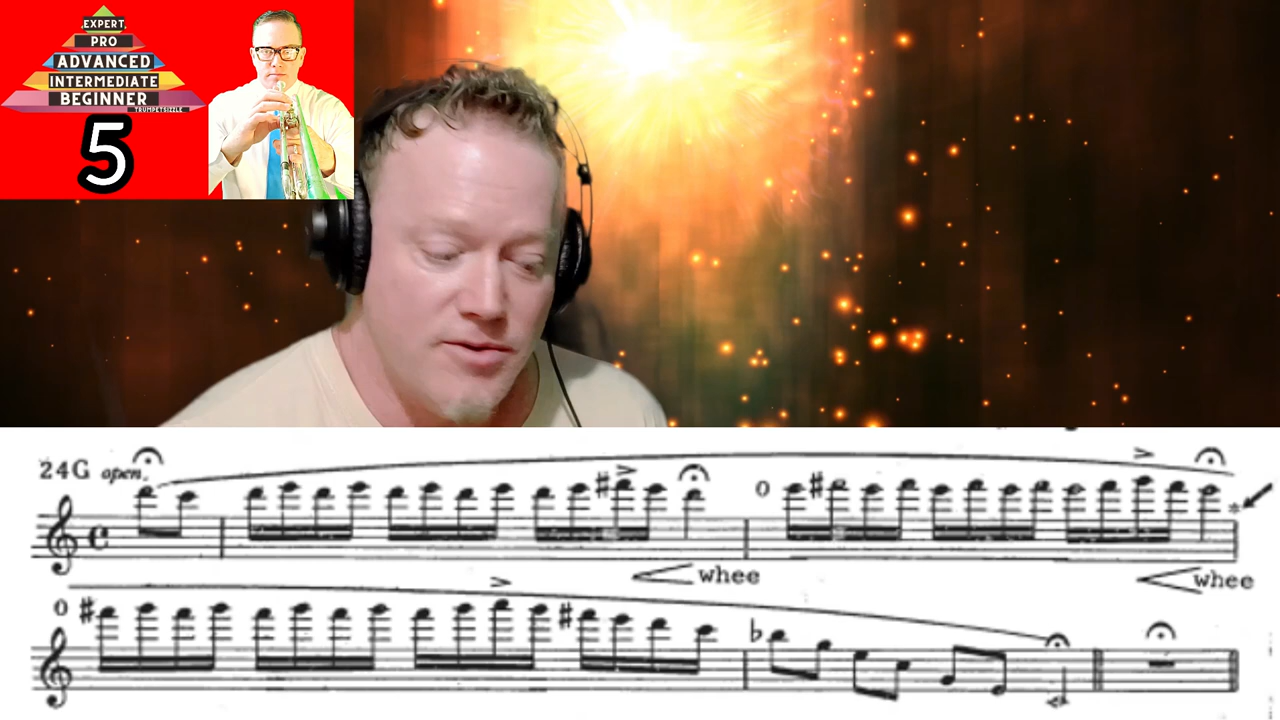 EXPERT
PRO
ADVANCED
INTERMEDIATE
BEGINNER
TRUMPETSIZZLE
5
24G open.
O
whee
whee
O